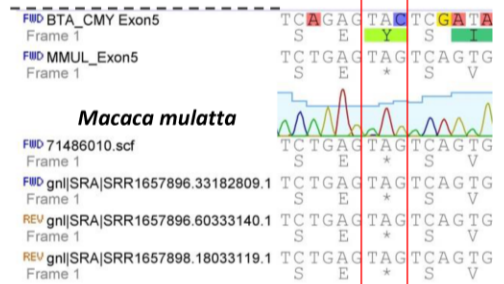 FWD BTA_CMY Exon5 TCAGAGTACTCGATA
Frame 1 S E Y S I
FWD MMUL_Exon5 TCTGAGTAGTCAGTG
Frame 1 S E * S V
Macaca mulatta
FWD 71486010.scf TCTGAGTAGTCAGTG
Frame 1 S E * S V
FWD gnl|SRA|SRR1657896.33182809.1 TCTGAGTAGTCAGTG
Frame 1 S E * S V
REV gnl|SRA|SRR1657896.60333140.1 TCTGAGTAGTCAGTG
Frame 1 S E * S V
REV gnl|SRA|SRR1657898.18033119.1 TCTGAGTAGTCAGTG
Frame 1 S E * S V